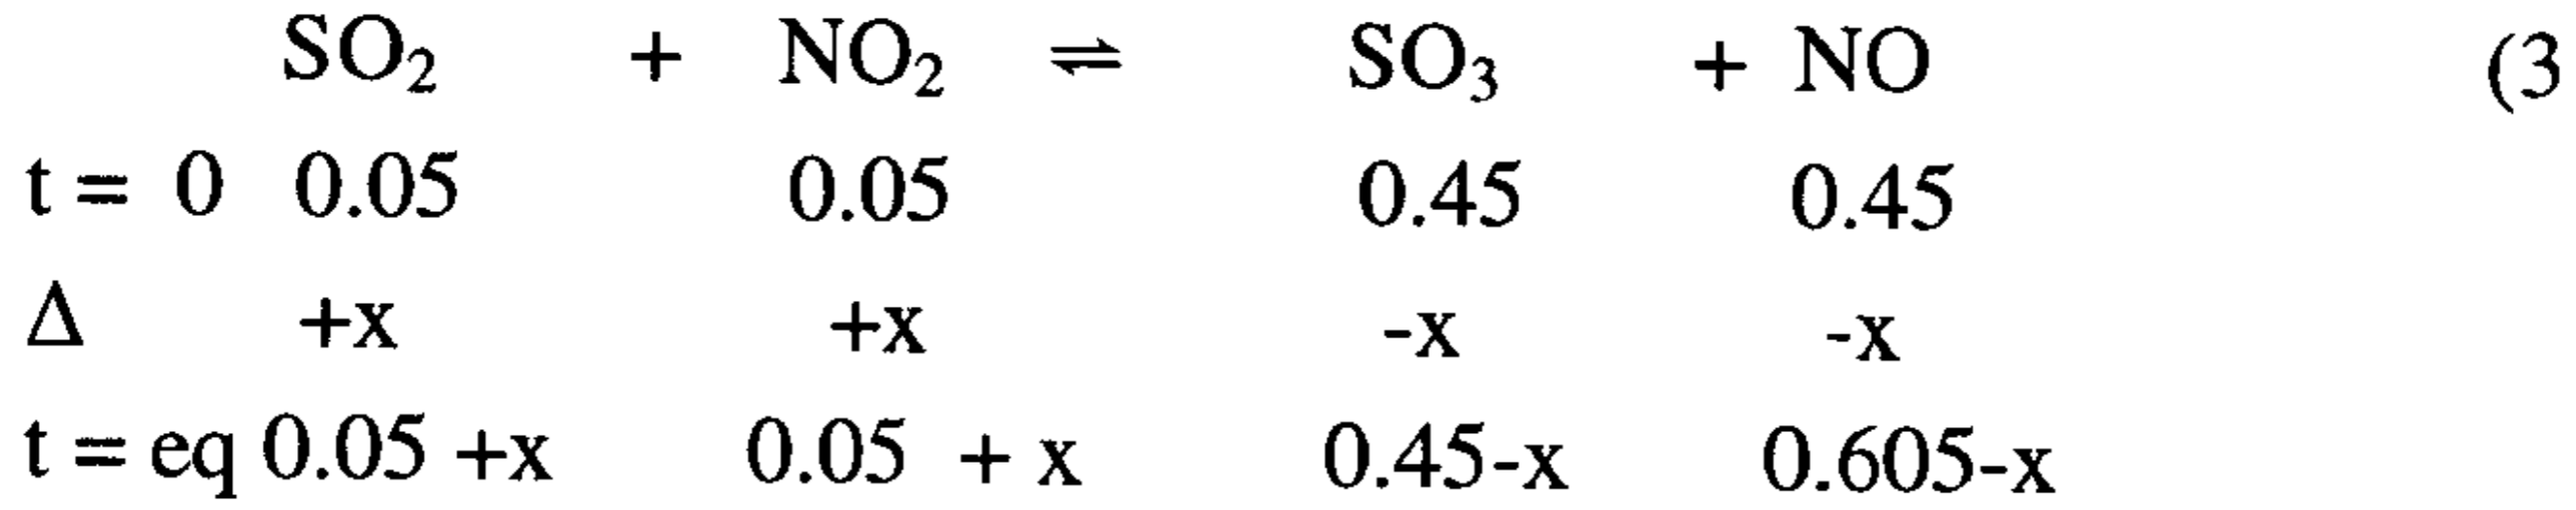 SO₂ + NO₂ ⇌ SO₃ + NO (3
t = 0 0.05 0.05 0.45 0.45
Δ +x +x -x -x
t = eq 0.05 +x 0.05 + x 0.45-x 0.605-x